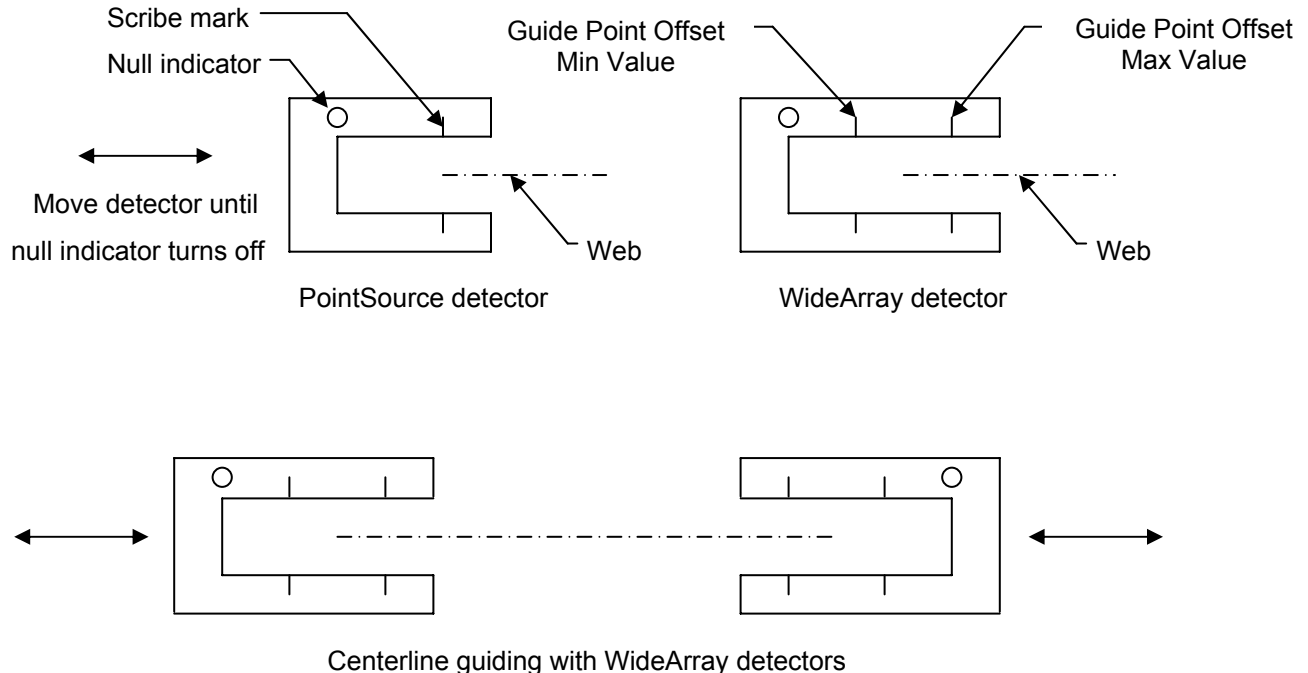 Scribe mark
Null indicator
Guide Point Offset
Min Value
Guide Point Offset
Max Value
Move detector until
null indicator turns off
Web
Web
PointSource detector
WideArray detector
Centerline guiding with WideArray detectors